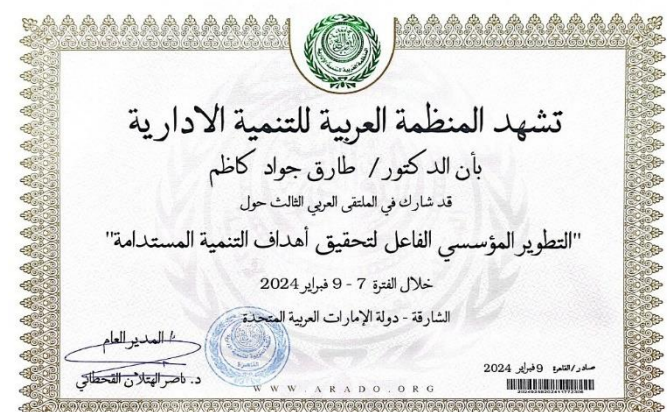 تشهد المنظمة العربية للتنمية الادارية
بأن الدكتور / طارق جواد كاظم
قد شارك في الملتقى العربي الثالث حول
"التطوير المؤسسي الفاعل لتحقيق أهداف التنمية المستدامة"
خلال الفترة 7 - 9 فبراير 2024
الشارقة - دولة الإمارات العربية المتحدة
المدير العام
د. ناصر الهتلان القحطاني
القاهرة
صادر / القاهرة 9 فبراير 2024
WWW.ARADO.ORG